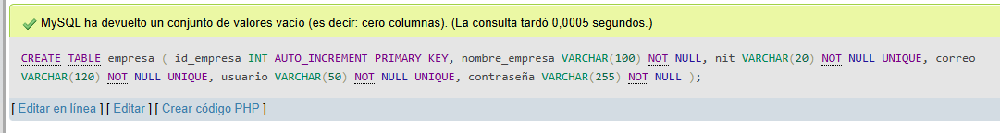 MySQL ha devuelto un conjunto de valores vacío (es decir: cero columnas). (La consulta tardó 0,0005 segundos.)
CREATE TABLE empresa ( id_empresa INT AUTO_INCREMENT PRIMARY KEY, nombre_empresa VARCHAR(100) NOT NULL, nit VARCHAR(20) NOT NULL UNIQUE, correo
VARCHAR(120) NOT NULL UNIQUE, usuario VARCHAR(50) NOT NULL UNIQUE, contraseña VARCHAR(255) NOT NULL );
[ Editar en línea ] [ Editar ] [ Crear código PHP ]